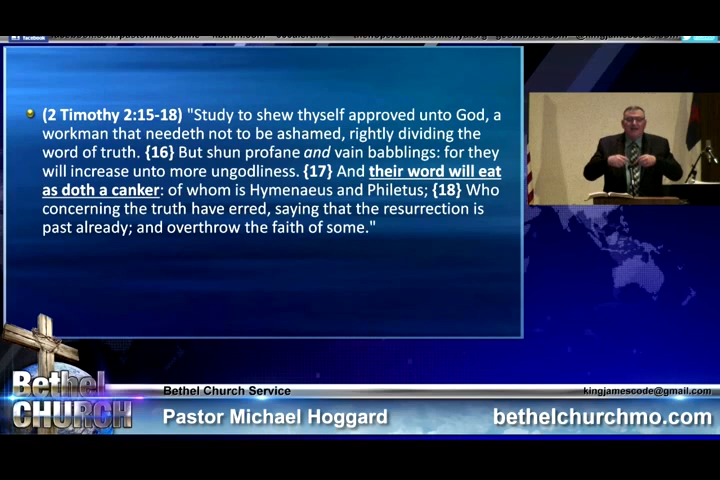 facebook
(2 Timothy 2:15-18) "Study to shew thyself approved unto God, a
workman that needeth not to be ashamed, rightly dividing the
word of truth. {16} But shun profane and vain babblings: for they
will increase unto more ungodliness. {17} And their word will eat
as doth a canker: of whom is Hymenaeus and Philetus; {18} Who
concerning the truth have erred, saying that the resurrection is
past already; and overthrow the faith of some."
Bethel
CHURCH
Bethel Church Service
kingjamescode@gmail.com
Pastor Michael Hoggard
bethelchurchmo.com